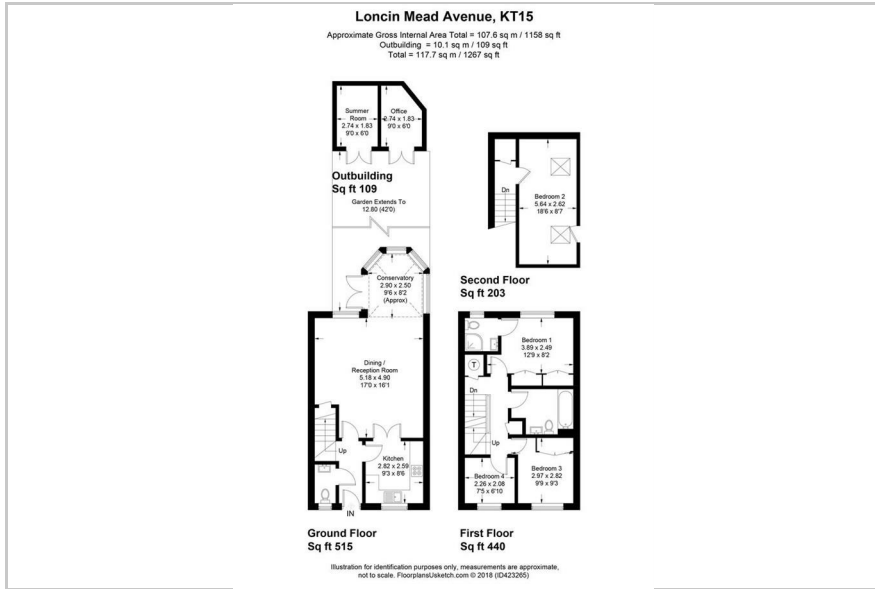 Loncin Mead Avenue, KT15
Approximate Gross Internal Area Total = 107.6 sq m / 1158 sq ft
Outbuilding = 10.1 sq m / 109 sq ft
Total = 117.7 sq m / 1267 sq ft
Summer
Room
2.74 x 1.83
9'0 x 6'0
Office
2.74 x 1.83
9'0 x 6'0
Outbuilding
Sq ft 109
Garden Extends To
12.80 (42'0)
Conservatory
2.90 x 2.50
9'6 x 8'2
(Approx)
Dining /
Reception Room
5.18 x 4.90
17'0 x 16'1
Up
Kitchen
2.82 x 2.59
9'3 x 8'6
IN
Ground Floor
Sq ft 515
Dn
Bedroom 2
5.64 x 2.62
18'6 x 8'7
Second Floor
Sq ft 203
Bedroom 1
3.89 x 2.49
12'9 x 8'2
T
Dn
Up
Bedroom 4
2.26 x 2.08
7'5 x 6'10
Bedroom 3
2.97 x 2.82
9'9 x 9'3
First Floor
Sq ft 440
Illustration for identification purposes only, measurements are approximate,
not to scale. FloorplansUsketch.com © 2018 (ID423265)